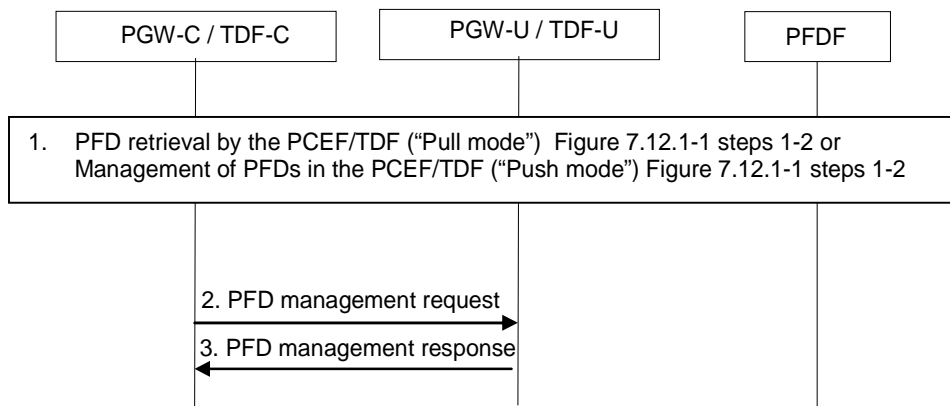 PGW-C / TDF-C
PGW-U / TDF-U
PFDF
1. PFD retrieval by the PCEF/TDF (“Pull mode”) Figure 7.12.1-1 steps 1-2 or
Management of PFDs in the PCEF/TDF (“Push mode”) Figure 7.12.1-1 steps 1-2
2. PFD management request
3. PFD management response